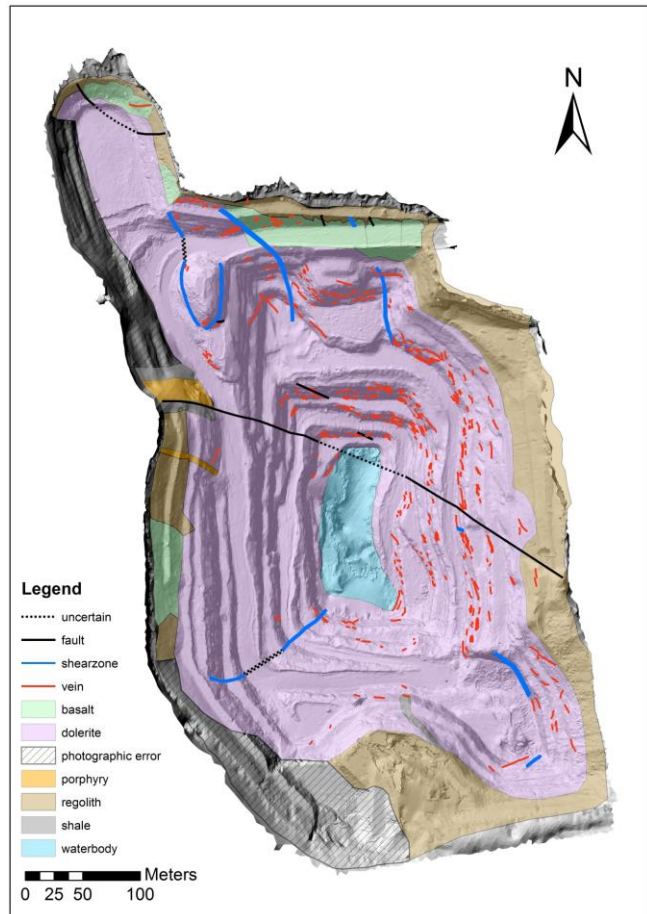 N
Legend
uncertain
fault
shearzone
vein
basalt
dolerite
photographic error
porphyry
regolith
shale
waterbody
Meters
0 25 50 100